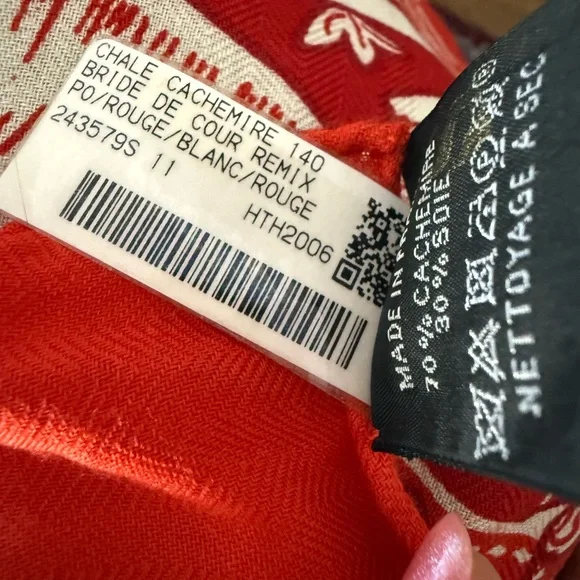 CHALE CACHEMIRE 140
BRIDE DE COUR REMIX
PO/ROUGE/BLANC/ROUGE
243579S 11
HTH2006
MADE IN
70 % CACHEMIRE
30 % SOIE
NETTOYAGE A SEC